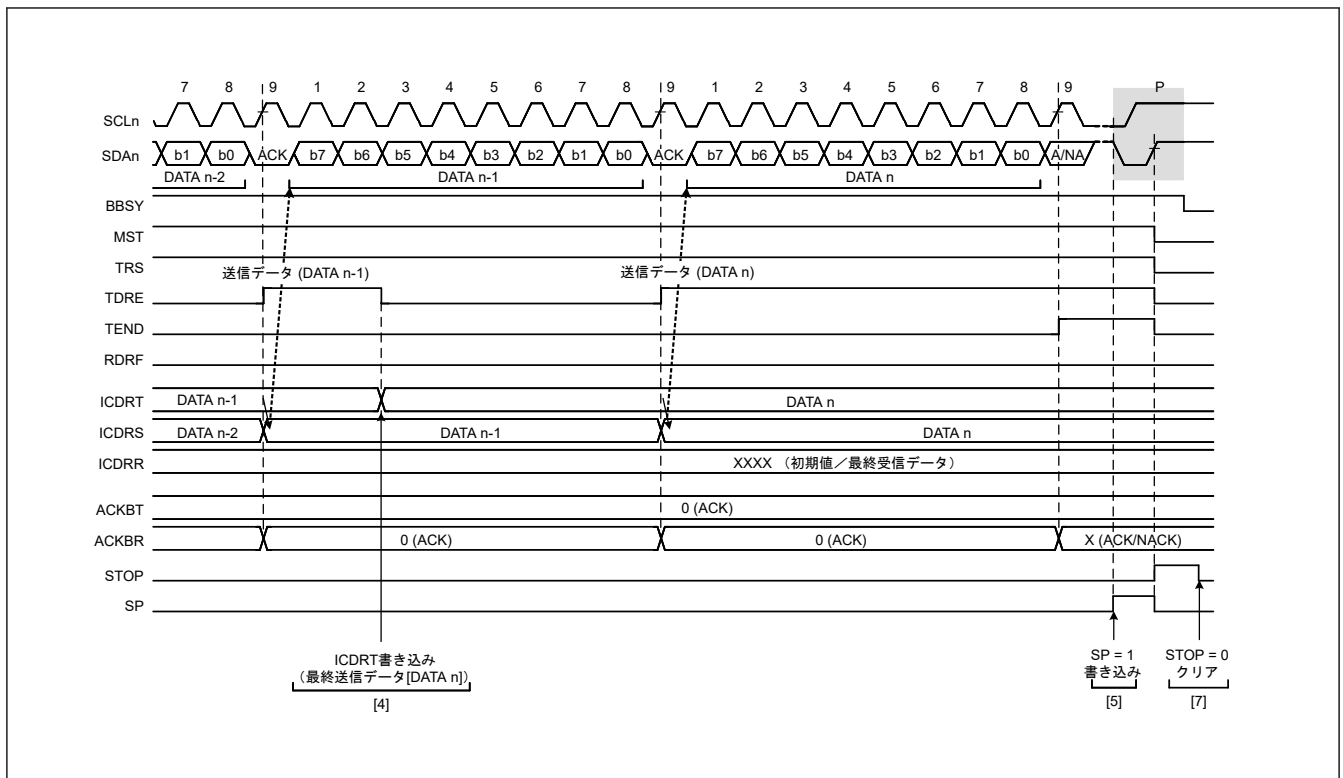 7 8 9 1 2 3 4 5 6 7 8 9 1 2 3 4 5 6 7 8 9 P
SCLn
SDAn b1 b0 ACK b7 b6 b5 b4 b3 b2 b1 b0 ACK b7 b6 b5 b4 b3 b2 b1 b0 A/NA
DATA n-2 DATA n-1 DATA n
BBSY
MST
TRS
送信データ (DATA n-1) 送信データ (DATA n)
TDRE
TEND
RDRF
ICDRT DATA n-1 DATA n
ICDRS DATA n-2 DATA n-1 DATA n
ICDRR XXXX （初期値／最終受信データ）
ACKBT 0 (ACK)
ACKBR 0 (ACK) 0 (ACK) X (ACK/NACK)
STOP
SP
ICDRT書き込み
（最終送信データ[DATA n]）
[4]
SP = 1
書き込み
[5]
STOP = 0
クリア
[7]